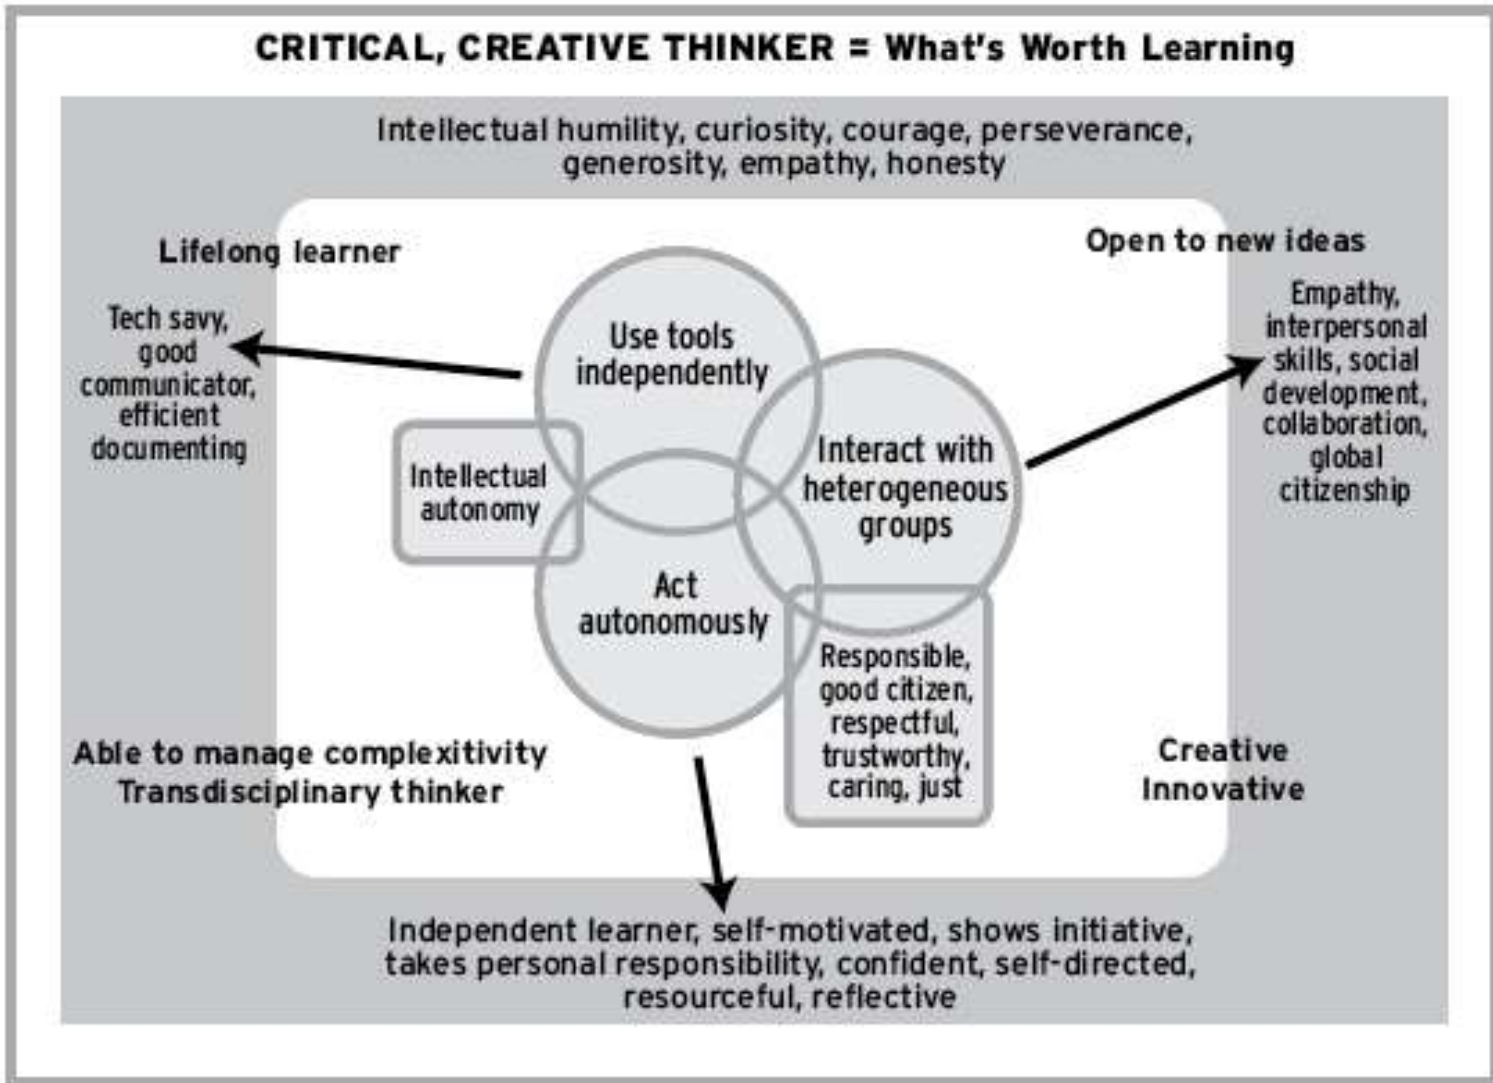 CRITICAL, CREATIVE THINKER = What's Worth Learning
Intellectual humility, curiosity, courage, perseverance,
generosity, empathy, honesty
Lifelong learner
Open to new ideas
Tech savy,
good
communicator,
efficient
documenting
Use tools
independently
Empathy,
interpersonal
skills, social
development,
collaboration,
global
citizenship
Intellectual
autonomy
Interact with
heterogeneous
groups
Act
autonomously
Responsible,
good citizen,
respectful,
trustworthy,
caring, just
Able to manage complexitivity
Transdisciplinary thinker
Creative
Innovative
Independent learner, self-motivated, shows initiative,
takes personal responsibility, confident, self-directed,
resourceful, reflective